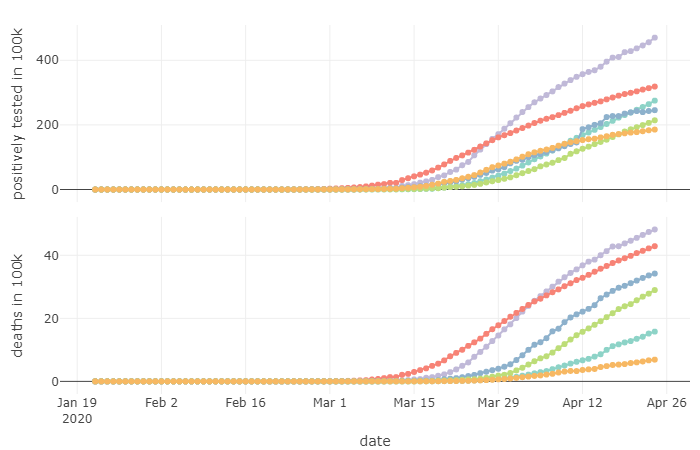 positively tested in 100k
400
200
0
deaths in 100k
40
20
0
Jan 19
2020
Feb 2
Feb 16
Mar 1
Mar 15
Mar 29
Apr 12
Apr 26
date